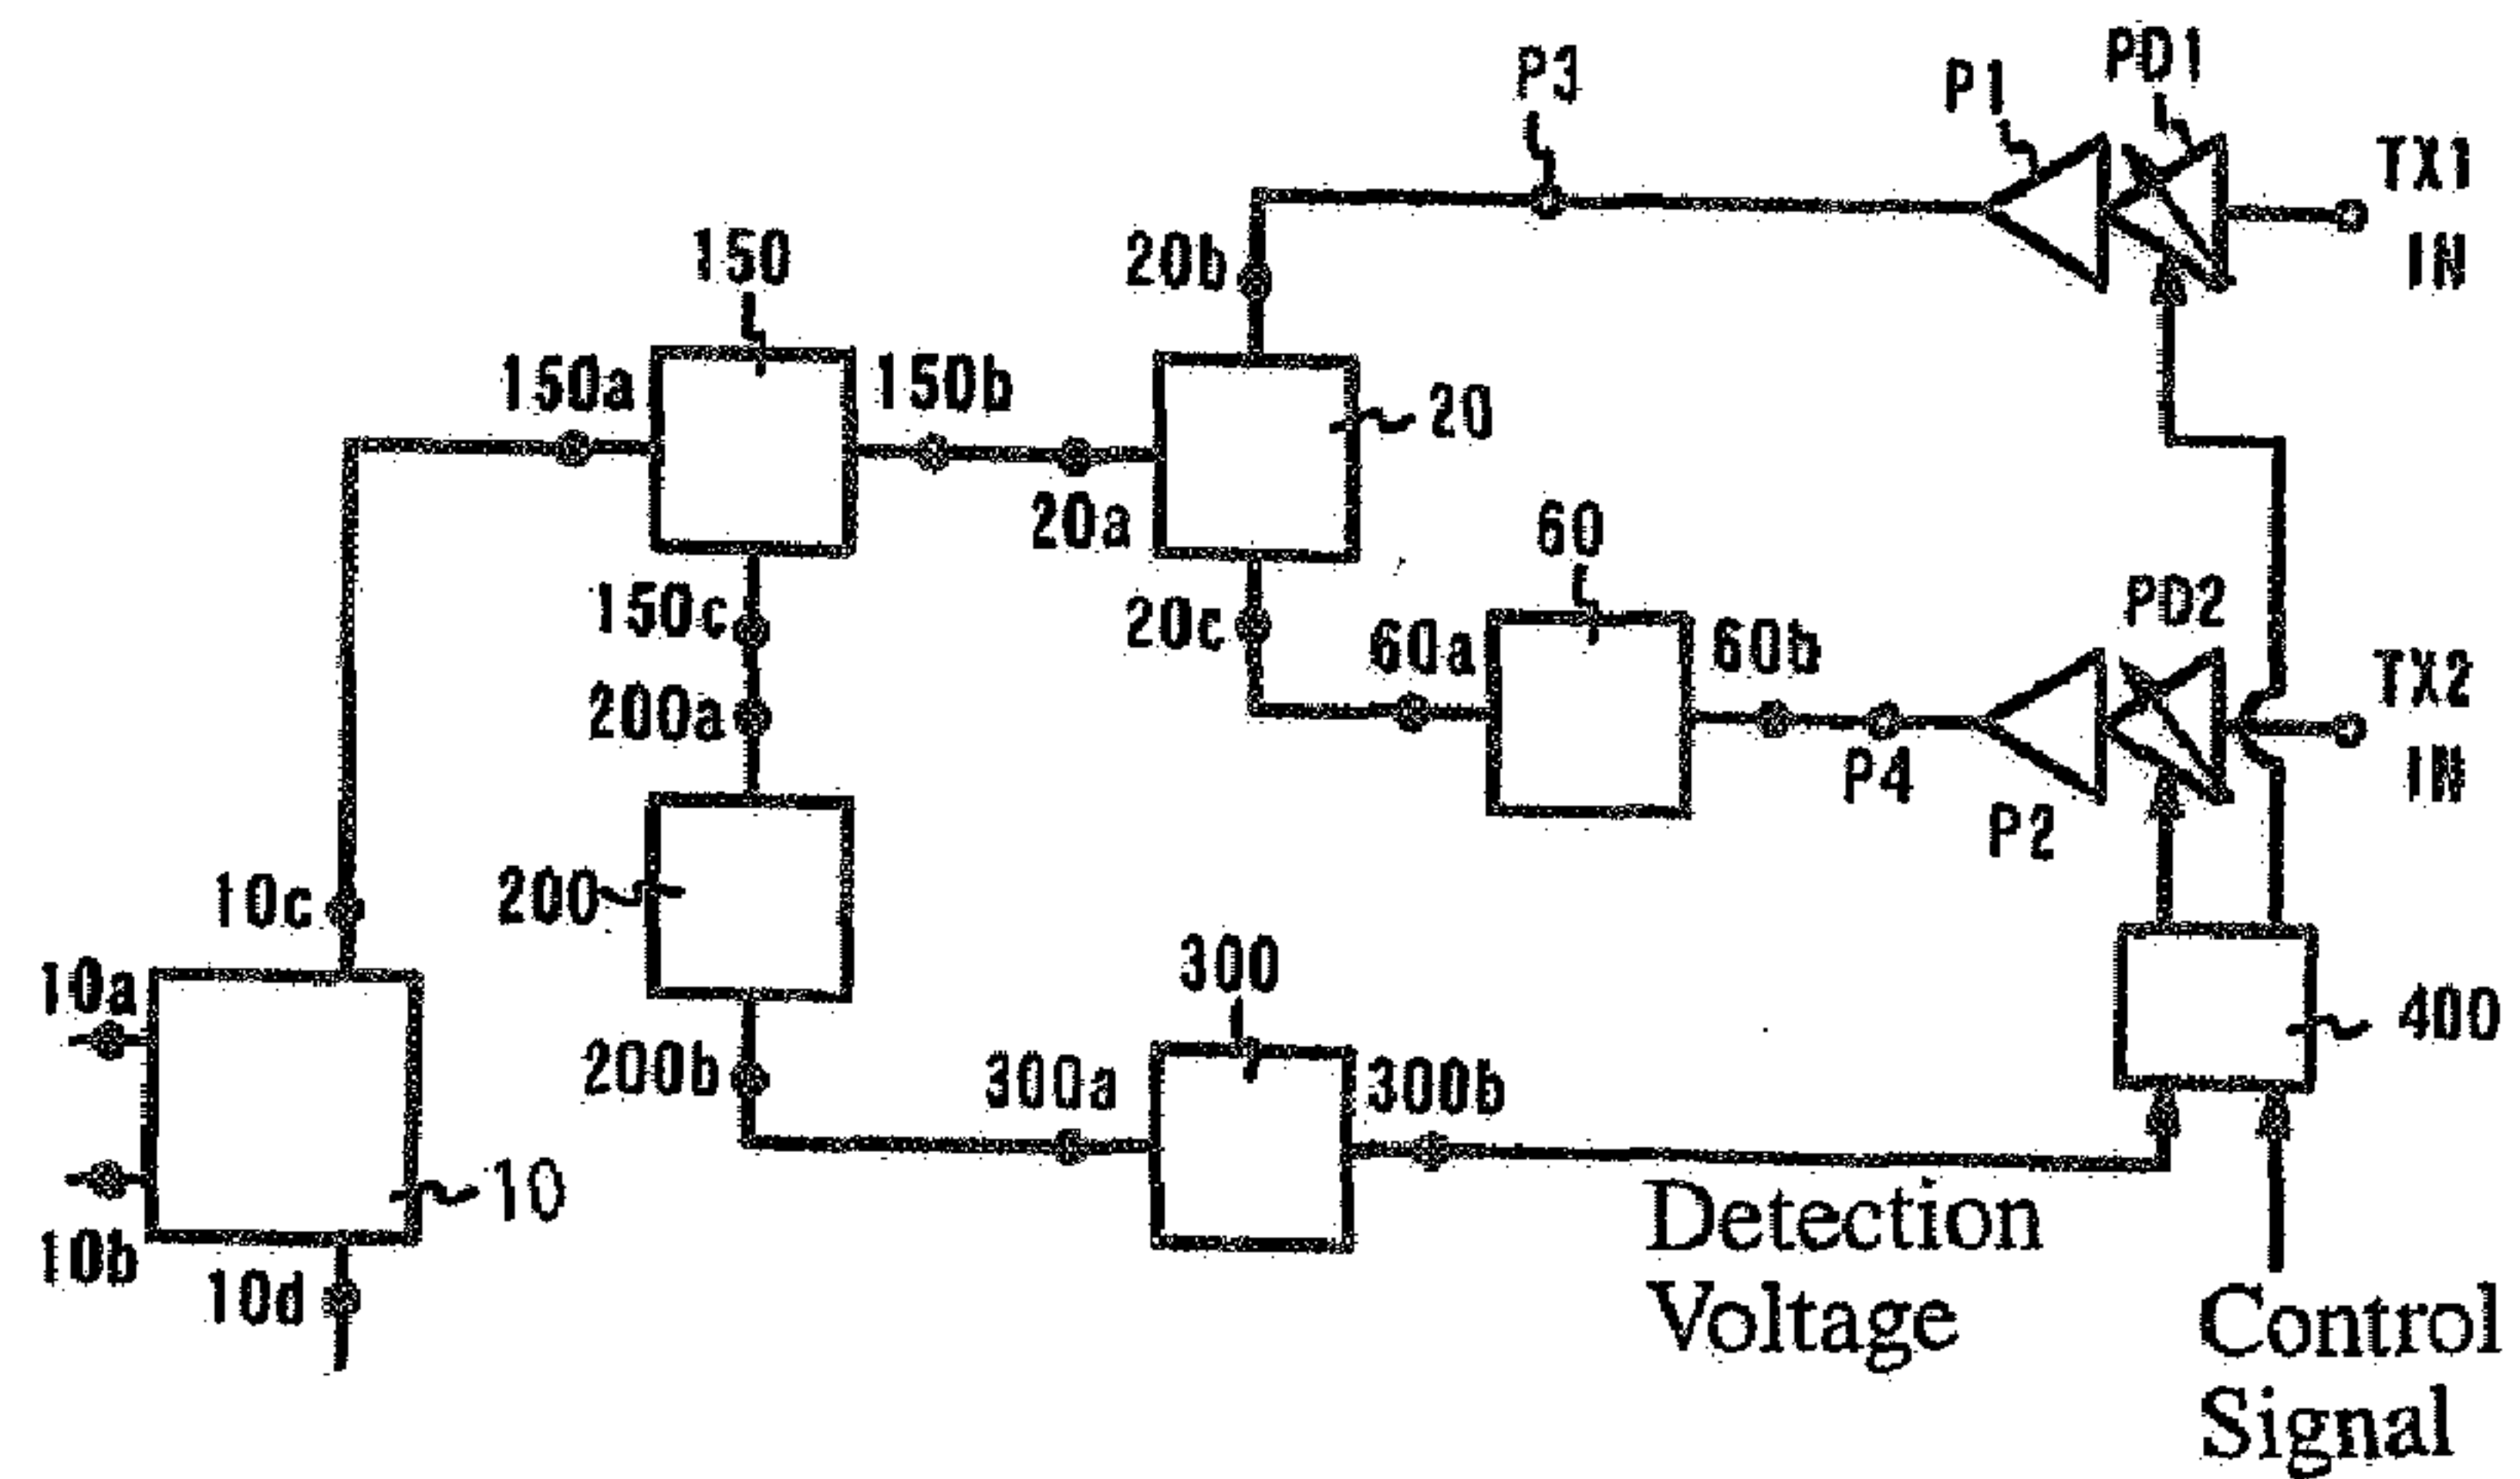 PD1
P3
P1
TX1
IN
150
20b
150a
150b
20
20a
60
150c
20c
60a
60b
PD2
TX2
IN
200a
P4
P2
200
10c
300
10a
400
200b
300a
300b
10
10b
10d
Detection
Voltage
Control
Signal